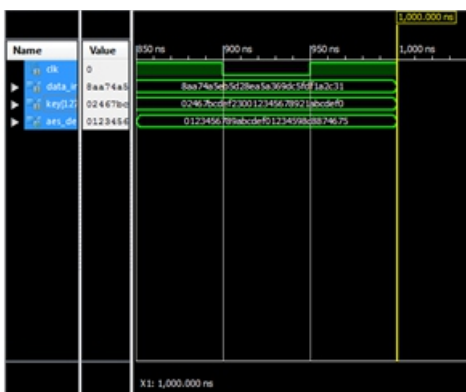 1,000.000 ns
Name Value 850 ns 900 ns 950 ns 1,000 ns
clk 0
data_in 8aa74a5 8aa74a5eb5d28ea5a369dc5fdf1a2c31
key[127 02467bc 02467bcdef230012345678921abcdef0
aes_de 0123456 0123456789abcdef01234598d8874675
X1: 1,000.000 ns